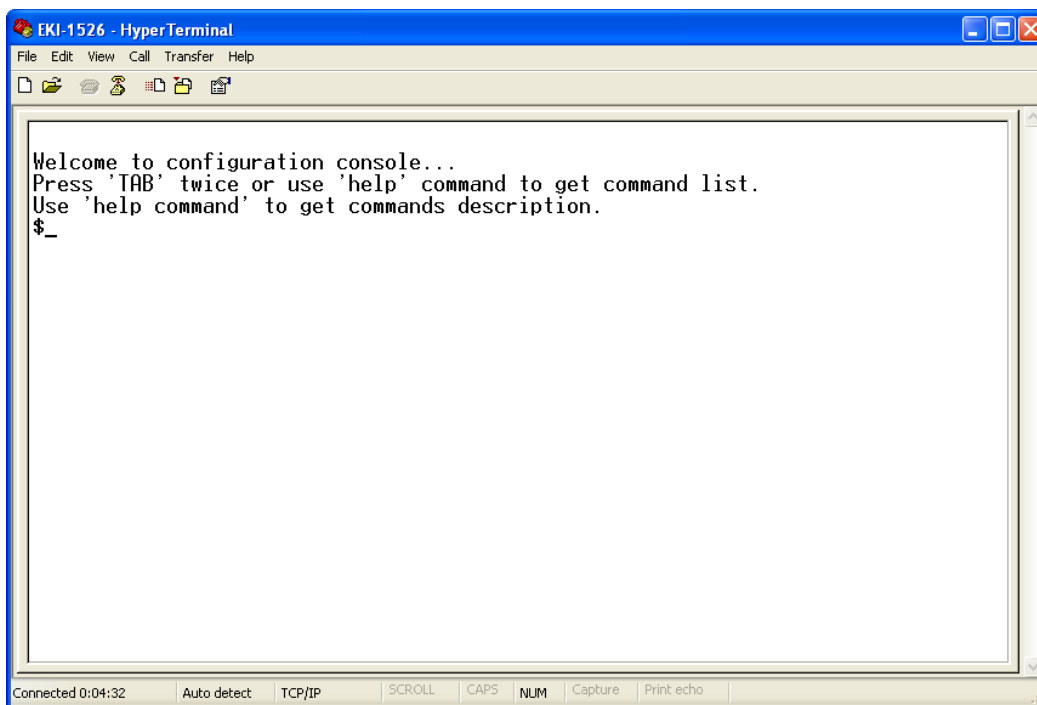 EKI-1526 - HyperTerminal
File Edit View Call Transfer Help
Welcome to configuration console...
Press 'TAB' twice or use 'help' command to get command list.
Use 'help command' to get commands description.
$_
Connected 0:04:32 Auto detect TCP/IP SCROLL CAPS NUM Capture Print echo